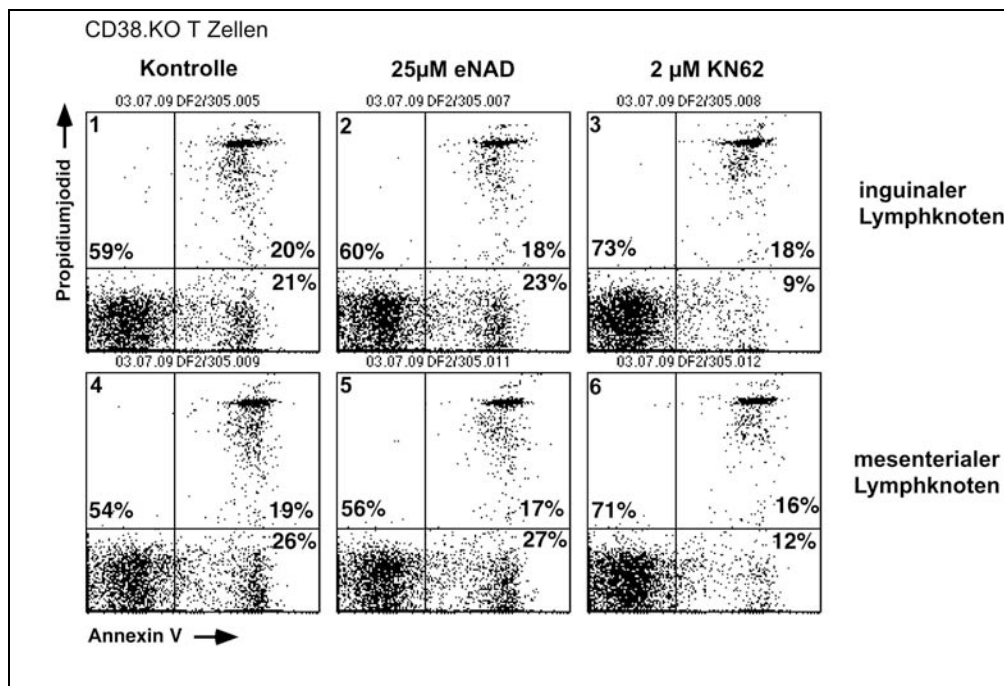 CD38.KO T Zellen
Kontrolle
25µM eNAD
2 µM KN62
03.07.09 DF2/305.005
03.07.09 DF2/305.007
03.07.09 DF2/305.008
Propidiumjodid
1
59%
20%
21%
2
60%
18%
23%
3
73%
18%
9%
inguinaler
Lymphknoten
03.07.09 DF2/305.009
03.07.09 DF2/305.011
03.07.09 DF2/305.012
4
54%
19%
26%
5
56%
17%
27%
6
71%
16%
12%
mesenterialer
Lymphknoten
Annexin V